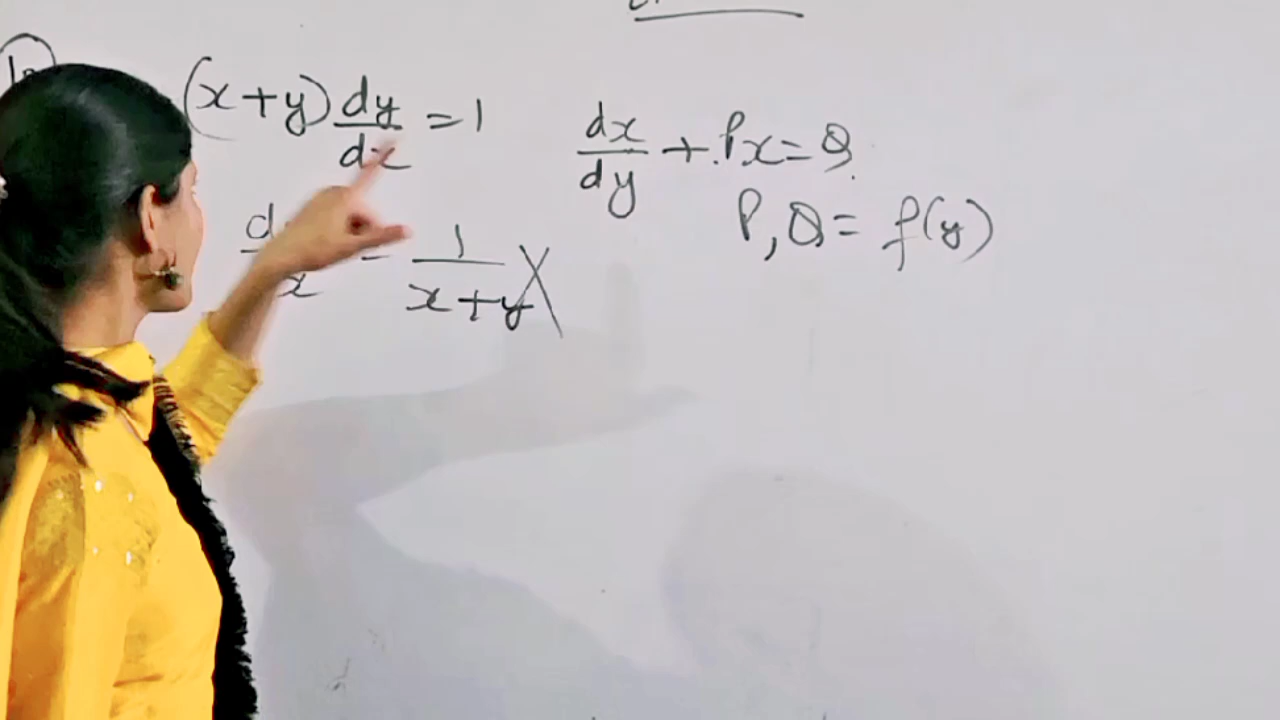 (x+y) dy/dx = 1
= 1/(x+y)
dx/dy + Px = Q
P, Q = f(y)